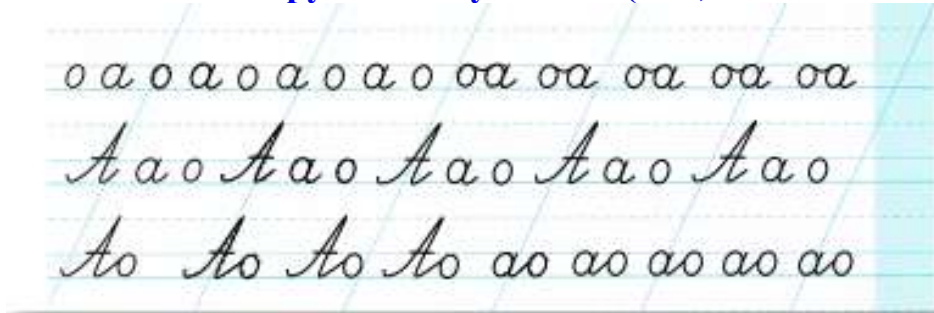 о а о а о а о а о оа оа оа оа оа
А а о А а о А а о А а о А а о
Ао Ао Ао Ао ао ао ао ао ао